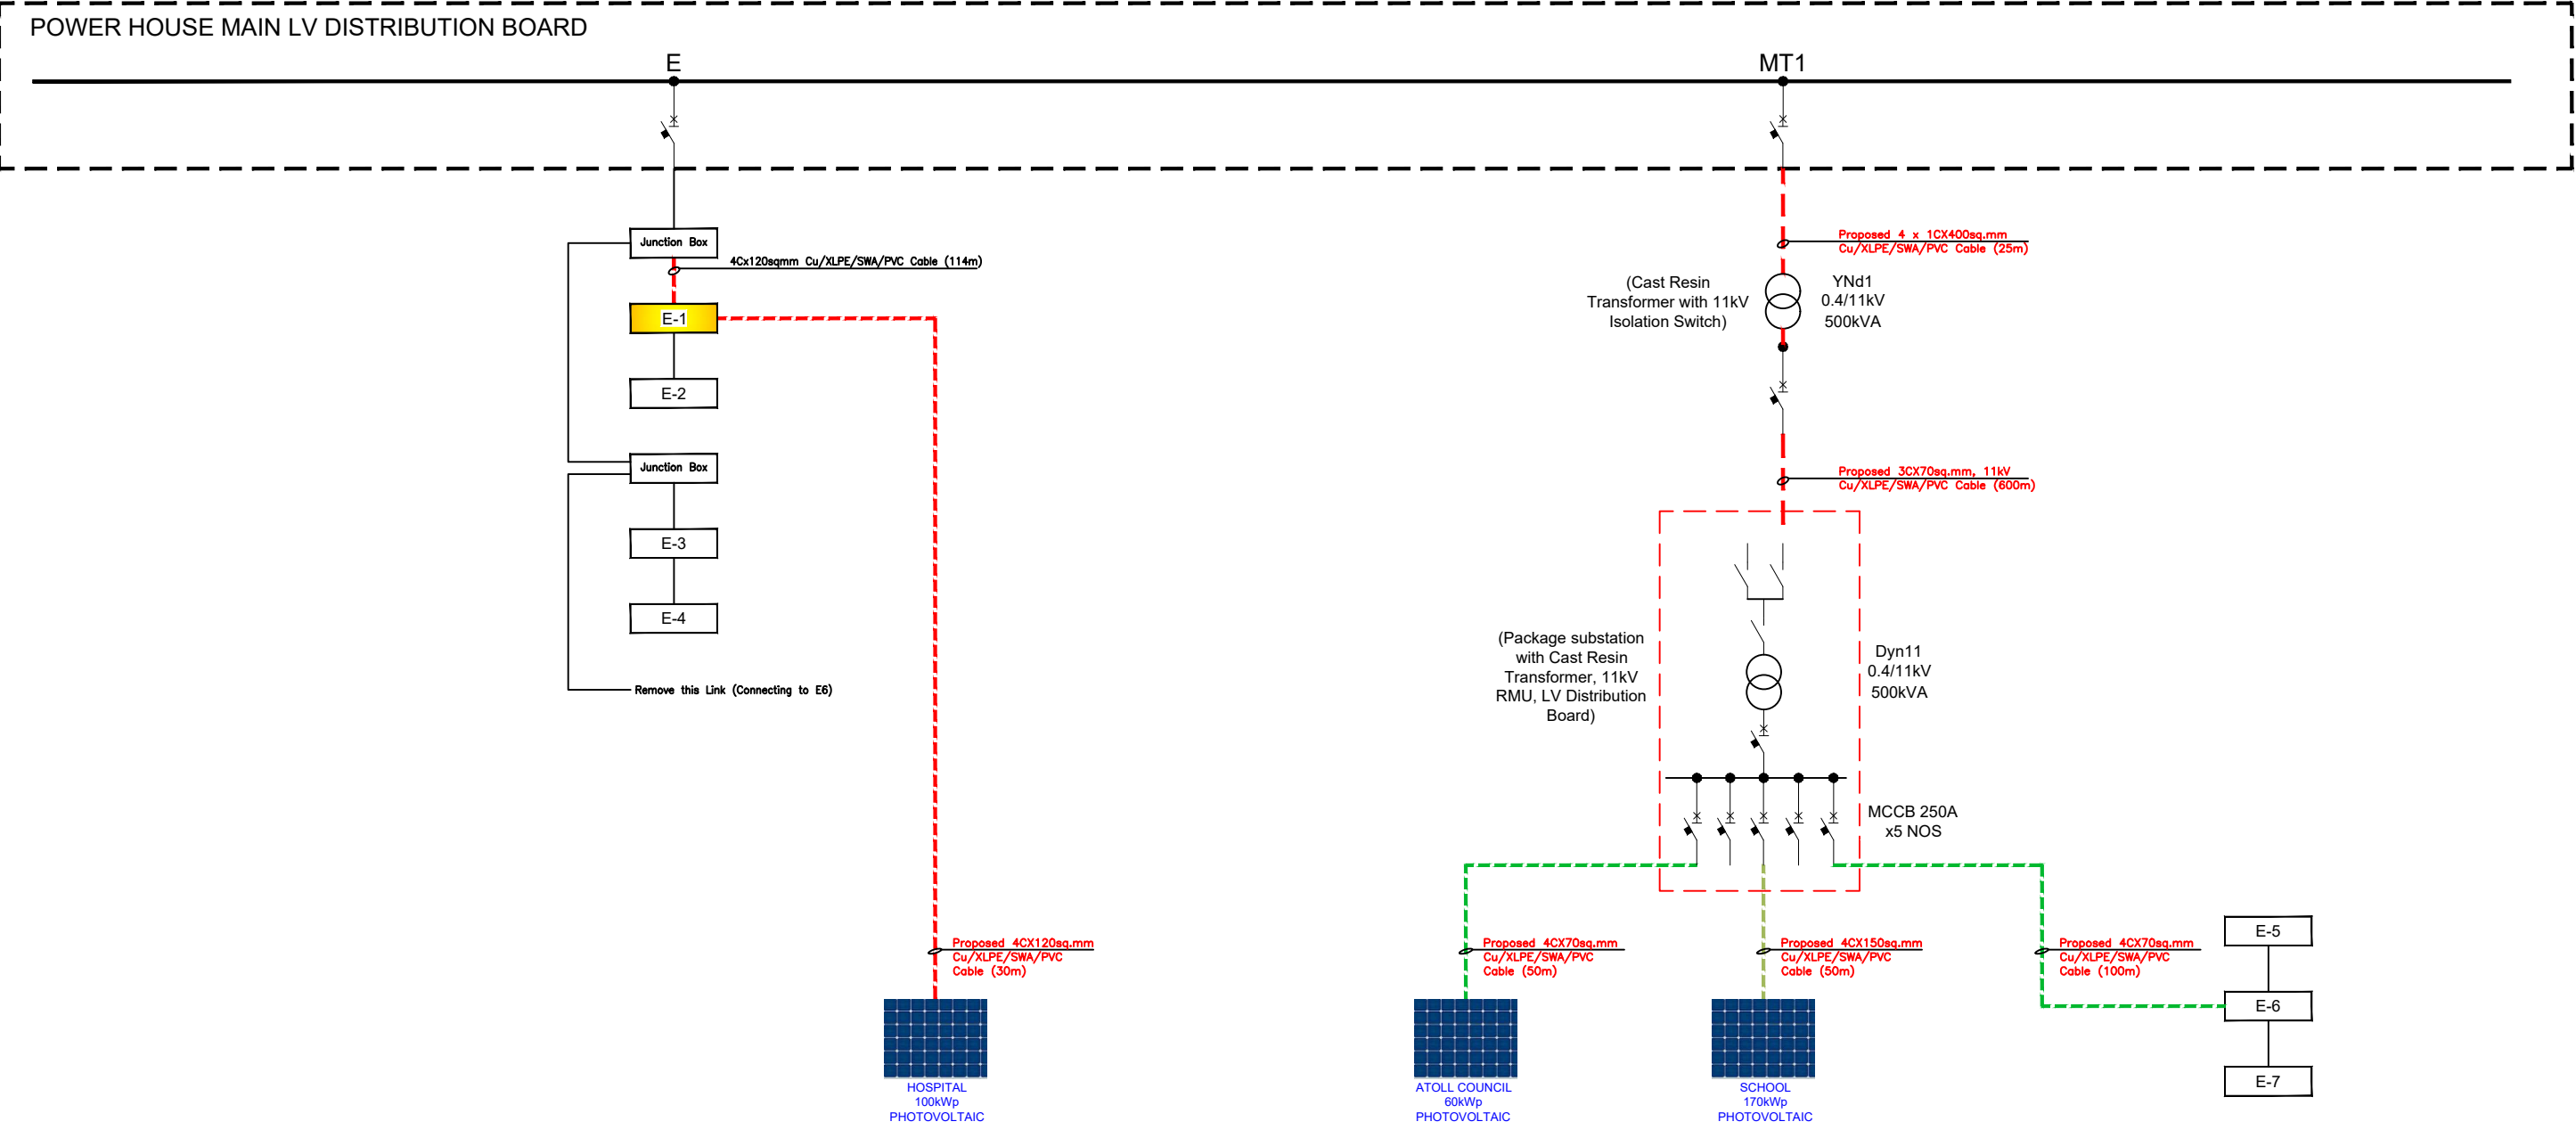 POWER HOUSE MAIN LV DISTRIBUTION BOARD
E
MT1
Junction Box
4Cx120sqmm Cu/XLPE/SWA/PVC Cable (114m)
E-1
E-2
Junction Box
E-3
E-4
Remove this Link (Connecting to E6)
Proposed 4CX120sq.mm
Cu/XLPE/SWA/PVC
Cable (30m)
HOSPITAL
100kWp
PHOTOVOLTAIC
Proposed 4 x 1CX400sq.mm
Cu/XLPE/SWA/PVC Cable (25m)
(Cast Resin
Transformer with 11kV
Isolation Switch)
YNd1
0.4/11kV
500kVA
Proposed 3CX70sq.mm, 11kV
Cu/XLPE/SWA/PVC Cable (600m)
(Package substation
with Cast Resin
Transformer, 11kV
RMU, LV Distribution
Board)
Dyn11
0.4/11kV
500kVA
MCCB 250A
x5 NOS
Proposed 4CX70sq.mm
Cu/XLPE/SWA/PVC
Cable (50m)
ATOLL COUNCIL
60kWp
PHOTOVOLTAIC
Proposed 4CX150sq.mm
Cu/XLPE/SWA/PVC
Cable (50m)
SCHOOL
170kWp
PHOTOVOLTAIC
Proposed 4CX70sq.mm
Cu/XLPE/SWA/PVC
Cable (100m)
E-5
E-6
E-7